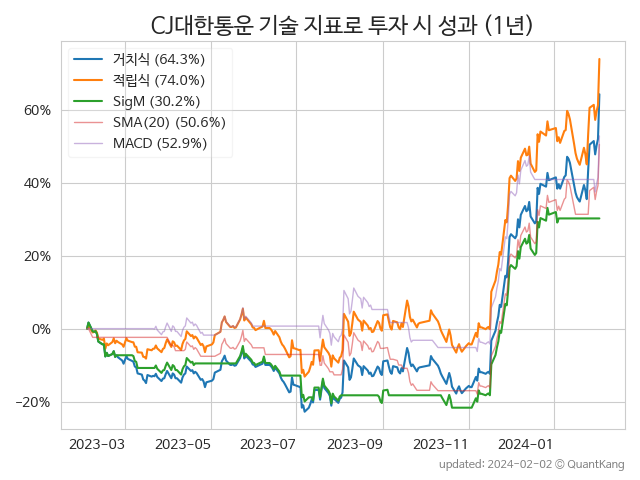 CJ대한통운 기술 지표로 투자 시 성과 (1년)
거치식 (64.3%)
적립식 (74.0%)
SigM (30.2%)
SMA(20) (50.6%)
MACD (52.9%)
60%
40%
20%
0%
−20%
2023−03 2023−05 2023−07 2023−09 2023−11 2024−01
updated: 2024-02-02 © QuantKang